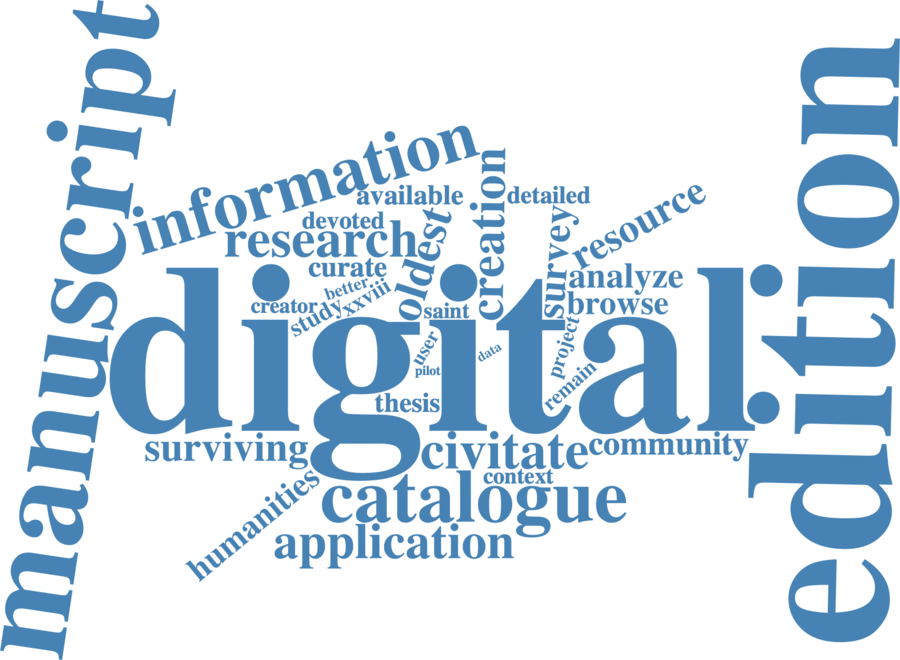 manuscript
information
available
creation
detailed
edition
devoted
research
oldest
survey
resource
curate
analyze
better
creator
study
xxviii
saint
browse
digital
user
data
project
pilot
remain
thesis
surviving
civitate
community
context
humanities
catalogue
application